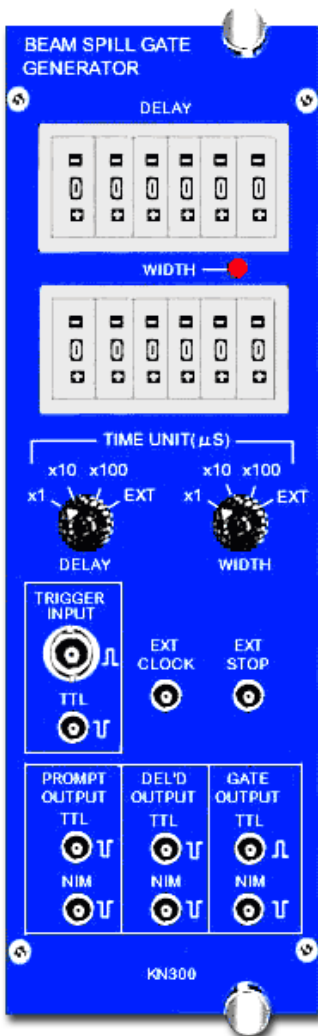 BEAM SPILL GATE
GENERATOR
DELAY
- - - - - -
0 0 0 0 0 0
+ + + + + +
WIDTH
- - - - - -
0 0 0 0 0 0
+ + + + + +
TIME UNIT(μS)
x10 x100 x10 x100
x1 EXT x1 EXT
DELAY WIDTH
TRIGGER
INPUT
TTL
EXT
CLOCK
EXT
STOP
PROMPT
OUTPUT
TTL
NIM
DEL'D
OUTPUT
TTL
NIM
GATE
OUTPUT
TTL
NIM
KN300